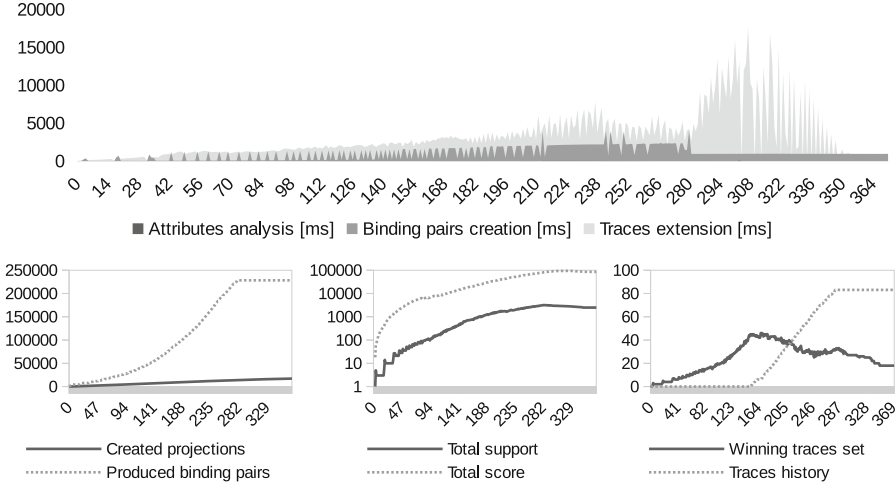 20000
15000
10000
5000
0
0 14 28 42 56 70 84 98 112 126 140 154 168 182 196 210 224 238 252 266 280 294 308 322 336 350 364
Attributes analysis [ms] Binding pairs creation [ms] Traces extension [ms]
250000
200000
150000
100000
50000
0
0 47 94 141 188 235 282 329
Created projections
Produced binding pairs
100000
10000
1000
100
10
1
0 47 94 141 188 235 282 329
Total support
Total score
100
80
60
40
20
0
0 41 82 123 164 205 246 287 328 369
Winning traces set
Traces history